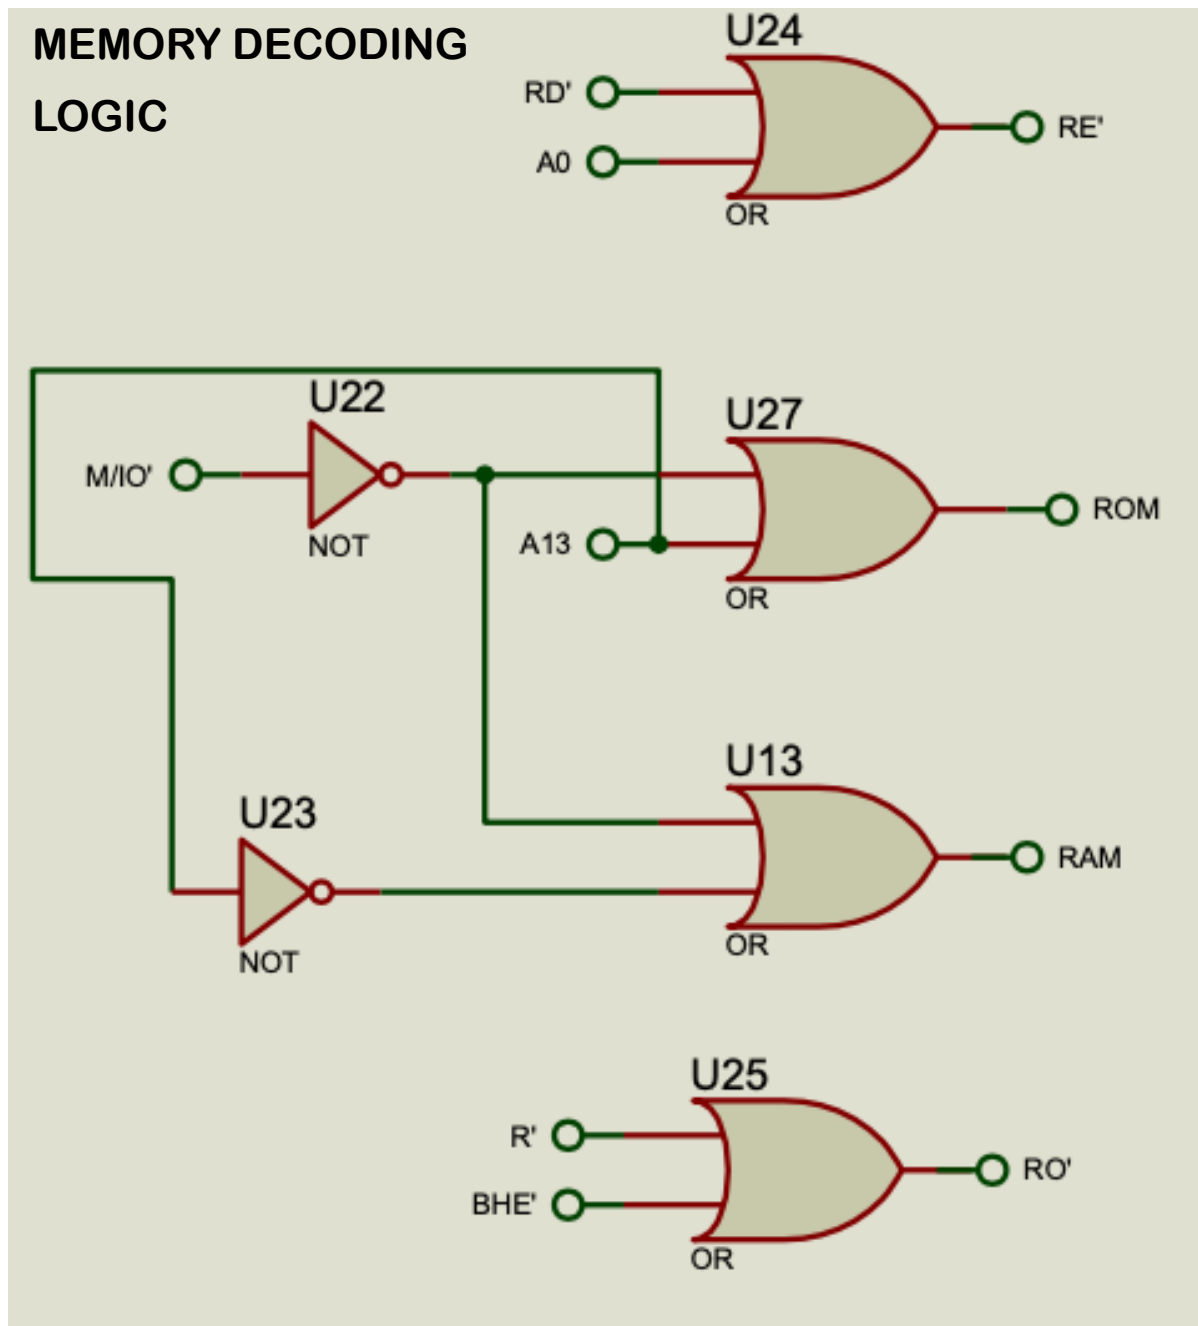 MEMORY DECODING
LOGIC
U24
RD'
A0
RE'
OR
U22
M/IO'
NOT
U27
A13
ROM
OR
U23
NOT
U13
RAM
OR
U25
R'
BHE'
RO'
OR